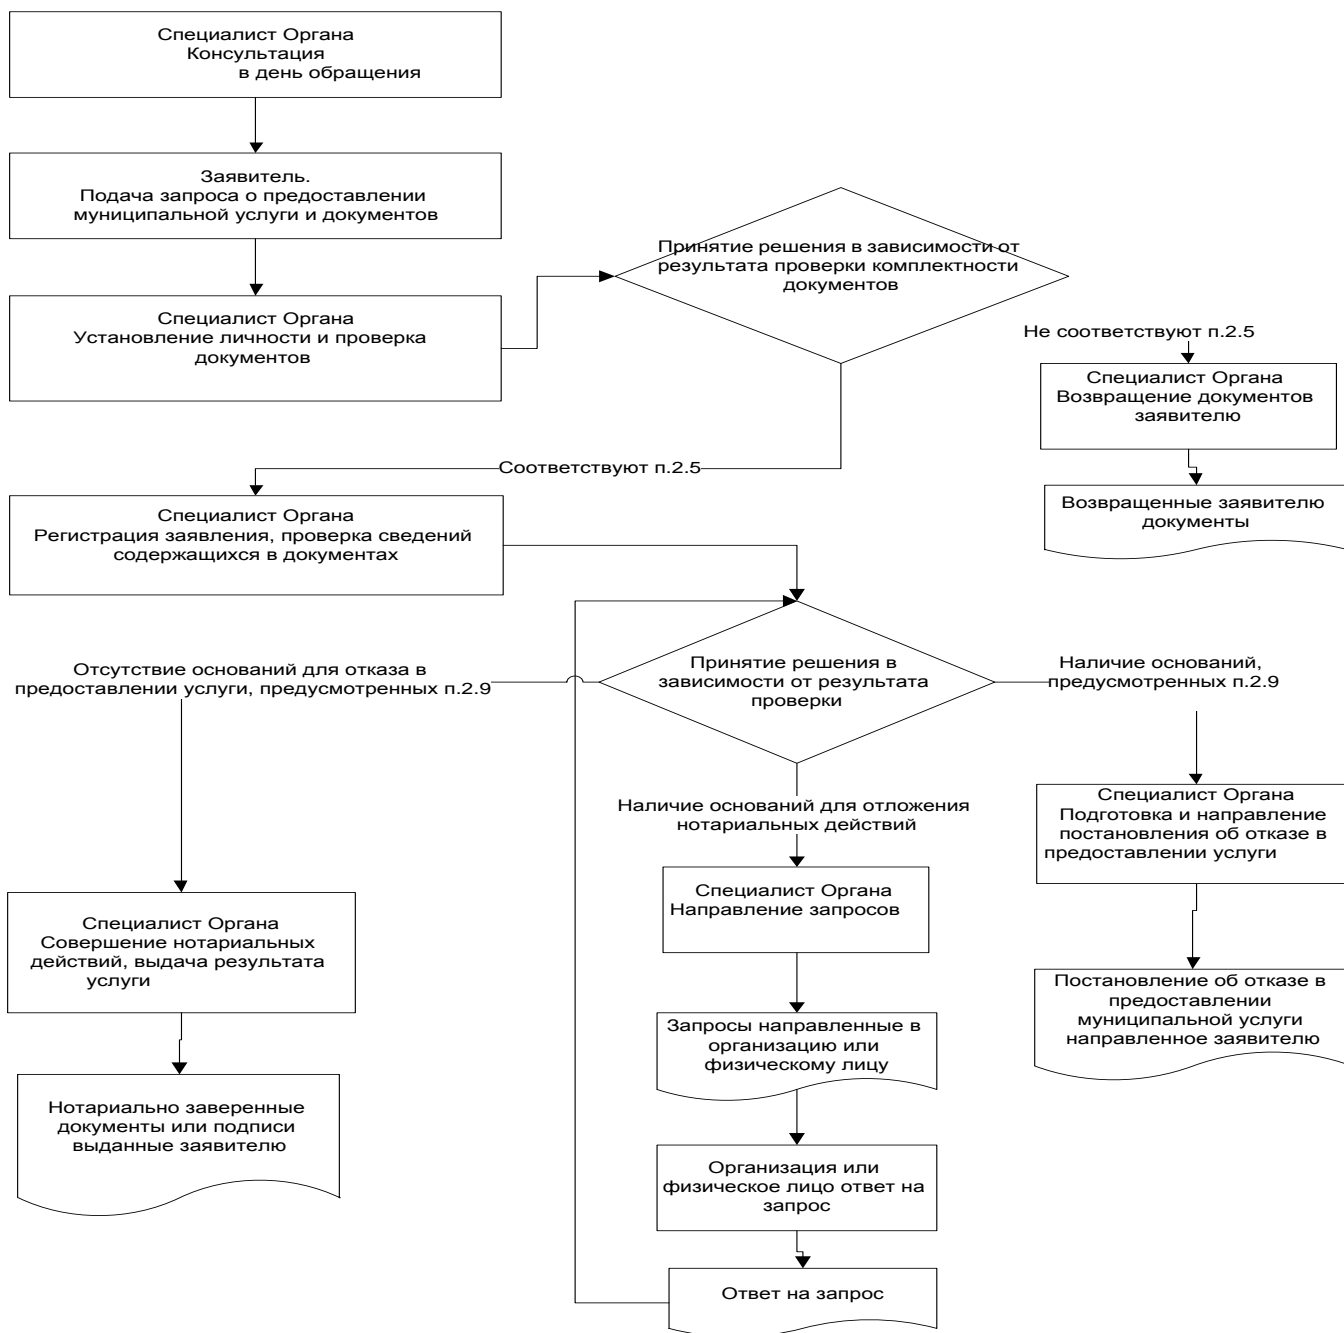 Специалист Органа
Консультация
в день обращения
Заявитель.
Подача запроса о предоставлении
муниципальной услуги и документов
Специалист Органа
Установление личности и проверка
документов
Принятие решения в зависимости от
результата проверки комплектности
документов
Не соответствуют п.2.5
Специалист Органа
Возвращение документов
заявителю
Возвращенные заявителю
документы
Соответствуют п.2.5
Специалист Органа
Регистрация заявления, проверка сведений
содержащихся в документах
Принятие решения в
зависимости от результата
проверки
Отсутствие оснований для отказа в
предоставлении услуги, предусмотренных п.2.9
Наличие оснований,
предусмотренных п.2.9
Наличие оснований для отложения
нотариальных действий
Специалист Органа
Подготовка и направление
постановления об отказе в
предоставлении услуги
Специалист Органа
Направление запросов
Специалист Органа
Совершение нотариальных
действий, выдача результата
услуги
Постановление об отказе в
предоставлении
муниципальной услуги
направленное заявителю
Запросы направленные в
организацию или
физическому лицу
Нотариально заверенные
документы или подписи
выданные заявителю
Организация или
физическое лицо ответ на
запрос
Ответ на запрос